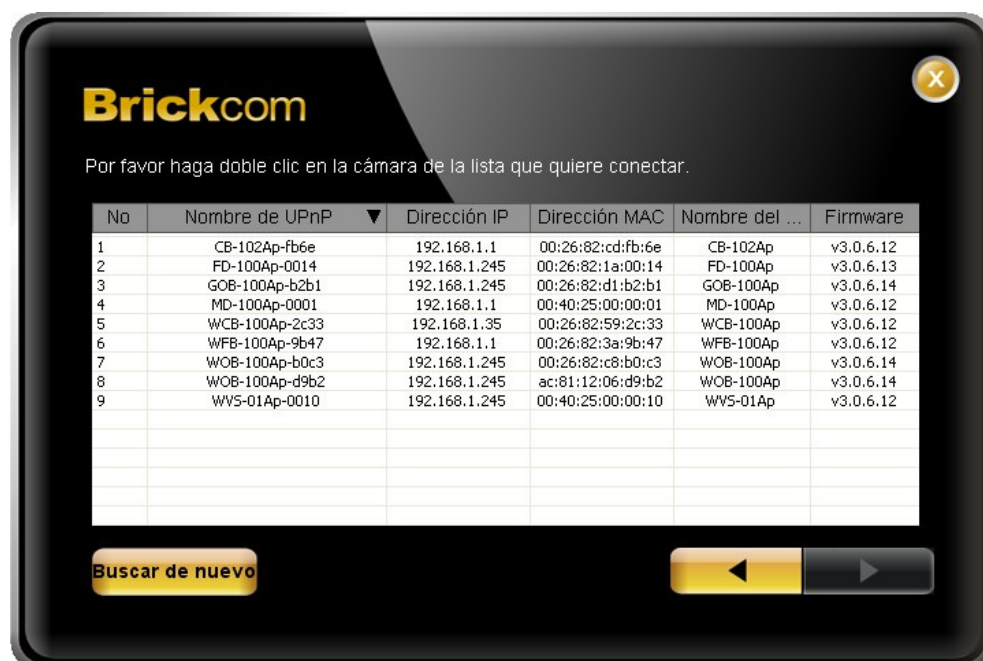 Brickcom
X
Por favor haga doble clic en la cámara de la lista que quiere conectar.
No Nombre de UPnP ▼ Dirección IP Dirección MAC Nombre del ... Firmware
1 CB-102Ap-fb6e 192.168.1.1 00:26:82:cd:fb:6e CB-102Ap v3.0.6.12
2 FD-100Ap-0014 192.168.1.245 00:26:82:1a:00:14 FD-100Ap v3.0.6.13
3 GOB-100Ap-b2b1 192.168.1.245 00:26:82:d1:b2:b1 GOB-100Ap v3.0.6.14
4 MD-100Ap-0001 192.168.1.1 00:40:25:00:00:01 MD-100Ap v3.0.6.12
5 WCB-100Ap-2c33 192.168.1.35 00:26:82:59:2c:33 WCB-100Ap v3.0.6.12
6 WFB-100Ap-9b47 192.168.1.1 00:26:82:3a:9b:47 WFB-100Ap v3.0.6.12
7 WOB-100Ap-b0c3 192.168.1.245 00:26:82:c8:b0:c3 WOB-100Ap v3.0.6.14
8 WOB-100Ap-d9b2 192.168.1.245 ac:81:12:06:d9:b2 WOB-100Ap v3.0.6.14
9 WVS-01Ap-0010 192.168.1.245 00:40:25:00:00:10 WVS-01Ap v3.0.6.12
Buscar de nuevo